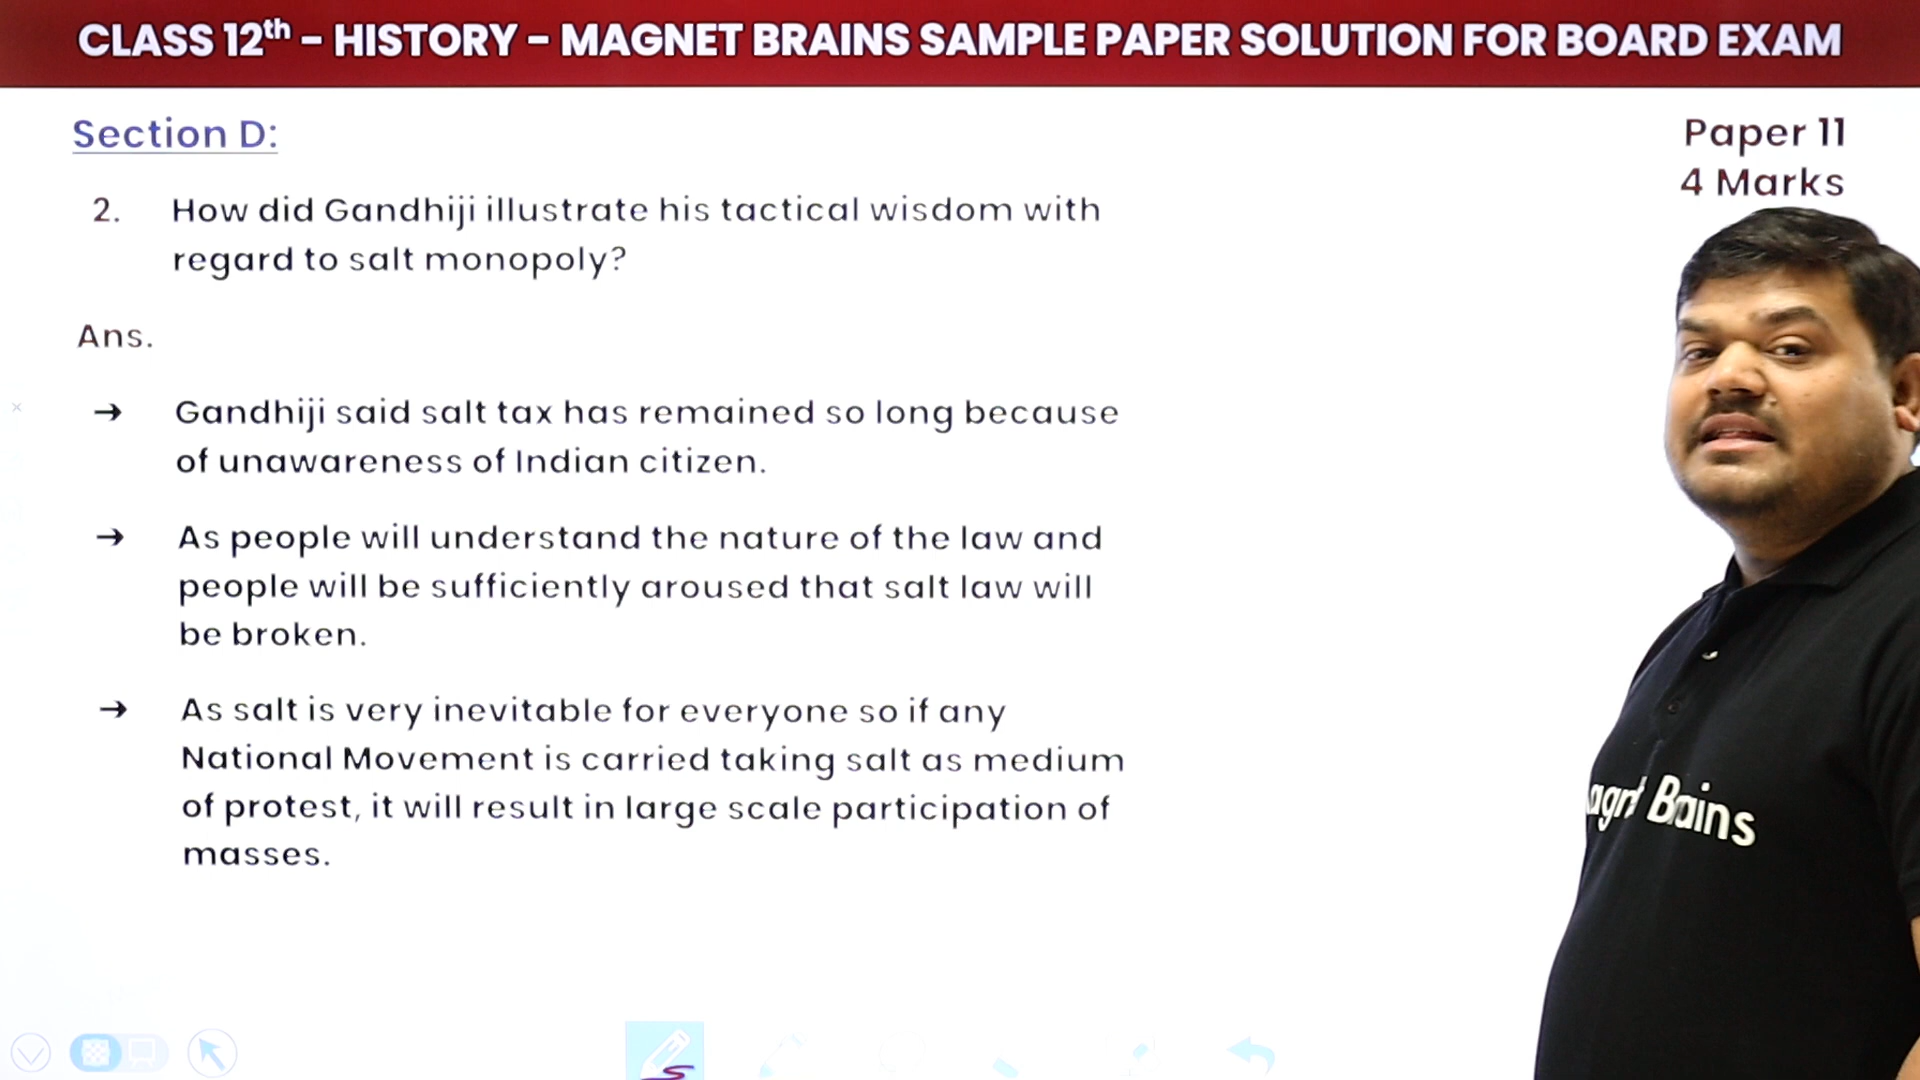 CLASS 12th - HISTORY - MAGNET BRAINS SAMPLE PAPER SOLUTION FOR BOARD EXAM
Section D:
Paper 11
4 Marks
2. How did Gandhiji illustrate his tactical wisdom with
regard to salt monopoly?
Ans.
→ Gandhiji said salt tax has remained so long because
of unawareness of Indian citizen.
→ As people will understand the nature of the law and
people will be sufficiently aroused that salt law will
be broken.
→ As salt is very inevitable for everyone so if any
National Movement is carried taking salt as medium
of protest, it will result in large scale participation of
masses.
Brains